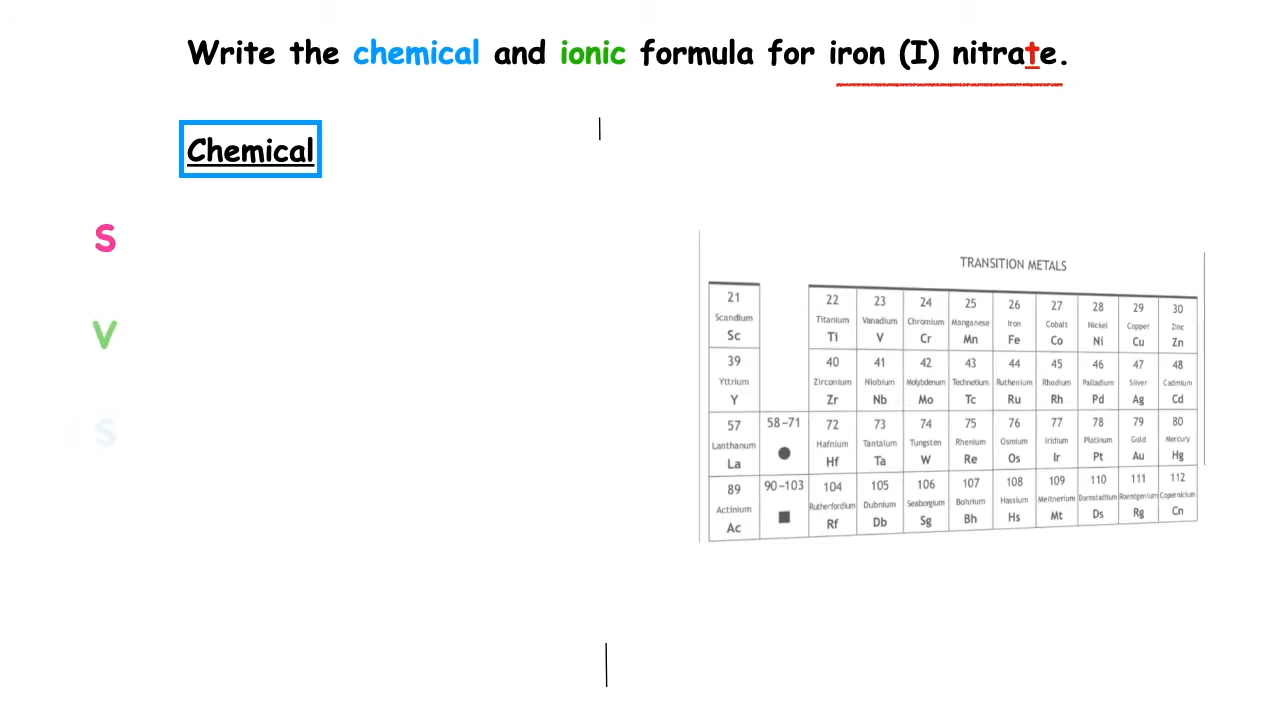 Write the chemical and ionic formula for iron (I) nitrate.
Chemical
S
V
S
TRANSITION METALS
21 22 23 24 25 26 27 28 29 30
Scandium Titanium Vanadium Chromium Manganese Iron Cobalt Nickel Copper Zinc
Sc Ti V Cr Mn Fe Co Ni Cu Zn
39 40 41 42 43 44 45 46 47 48
Yttrium Zirconium Niobium Molybdenum Technetium Ruthenium Rhodium Palladium Silver Cadmium
Y Zr Nb Mo Tc Ru Rh Pd Ag Cd
57 58-71 72 73 74 75 76 77 78 79 80
Lanthanum Hafnium Tantalum Tungsten Rhenium Osmium Iridium Platinum Gold Mercury
La Hf Ta W Re Os Ir Pt Au Hg
89 90-103 104 105 106 107 108 109 110 111 112
Actinium Rutherfordium Dubnium Seaborgium Bohrium Hassium Meitnerium Darmstadtium Roentgenium Copernicium
Ac Rf Db Sg Bh Hs Mt Ds Rg Cn